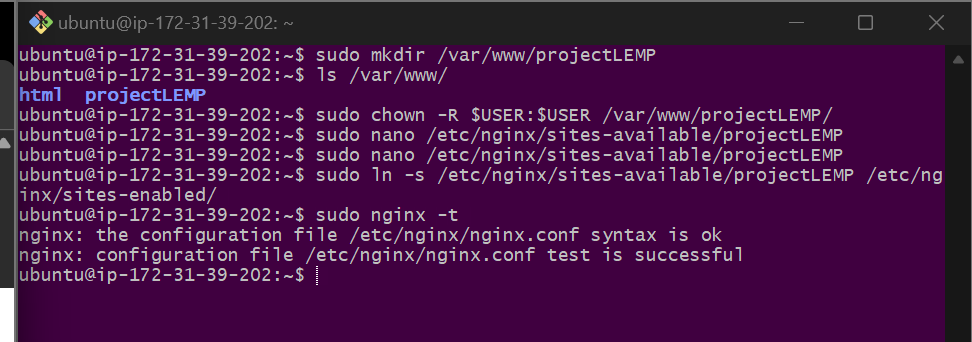 ubuntu@ip-172-31-39-202: ~
ubuntu@ip-172-31-39-202:~$ sudo mkdir /var/www/projectLEMP
ubuntu@ip-172-31-39-202:~$ ls /var/www/
html  projectLEMP
ubuntu@ip-172-31-39-202:~$ sudo chown -R $USER:$USER /var/www/projectLEMP/
ubuntu@ip-172-31-39-202:~$ sudo nano /etc/nginx/sites-available/projectLEMP
ubuntu@ip-172-31-39-202:~$ sudo nano /etc/nginx/sites-available/projectLEMP
ubuntu@ip-172-31-39-202:~$ sudo ln -s /etc/nginx/sites-available/projectLEMP /etc/ng
inx/sites-enabled/
ubuntu@ip-172-31-39-202:~$ sudo nginx -t
nginx: the configuration file /etc/nginx/nginx.conf syntax is ok
nginx: configuration file /etc/nginx/nginx.conf test is successful
ubuntu@ip-172-31-39-202:~$